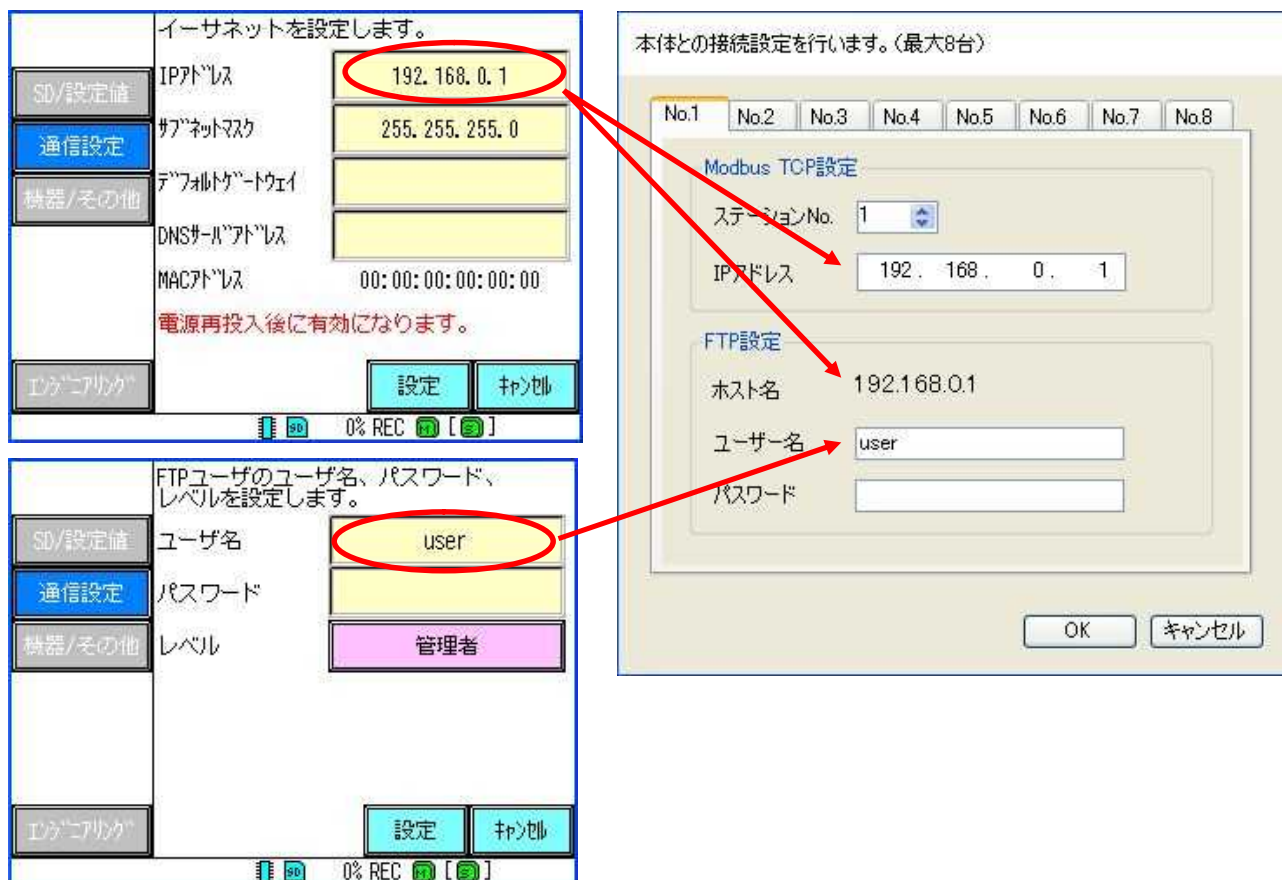 イーサネットを設定します。
SD/設定値
通信設定
機器/その他
エンジニアリング
IPアドレス
192.168.0.1
サブネットマスク
255.255.255.0
デフォルトゲートウェイ
DNSサーバアドレス
MACアドレス
00:00:00:00:00:00
電源再投入後に有効になります。
設定
キャンセル
SD
0% REC [M] [S]
FTPユーザのユーザ名、パスワード、
レベルを設定します。
SD/設定値
通信設定
機器/その他
エンジニアリング
ユーザ名
user
パスワード
レベル
管理者
設定
キャンセル
SD
0% REC [M] [S]
本体との接続設定を行います。(最大8台)
No.1 No.2 No.3 No.4 No.5 No.6 No.7 No.8
Modbus TCP設定
ステーションNo. 1
IPアドレス 192. 168. 0. 1
FTP設定
ホスト名 192.168.0.1
ユーザー名 user
パスワード
OK キャンセル